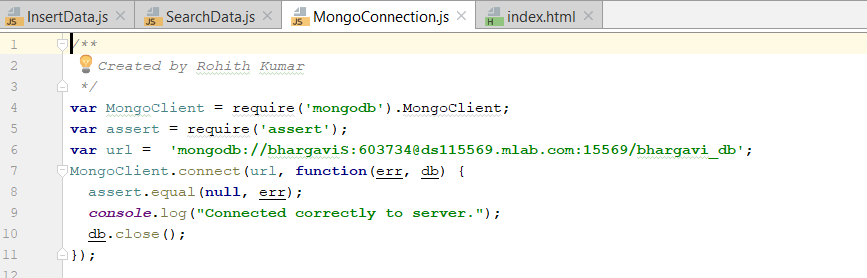 InsertData.js SearchData.js MongoConnection.js index.html
1 /**
2 Created by Rohith Kumar
3 */
4 var MongoClient = require('mongodb').MongoClient;
5 var assert = require('assert');
6 var url =  'mongodb://bhargaviS:603734@ds115569.mlab.com:15569/bhargavi_db';
7 MongoClient.connect(url, function(err, db) {
8 assert.equal(null, err);
9 console.log("Connected correctly to server.");
10 db.close();
11 });
12